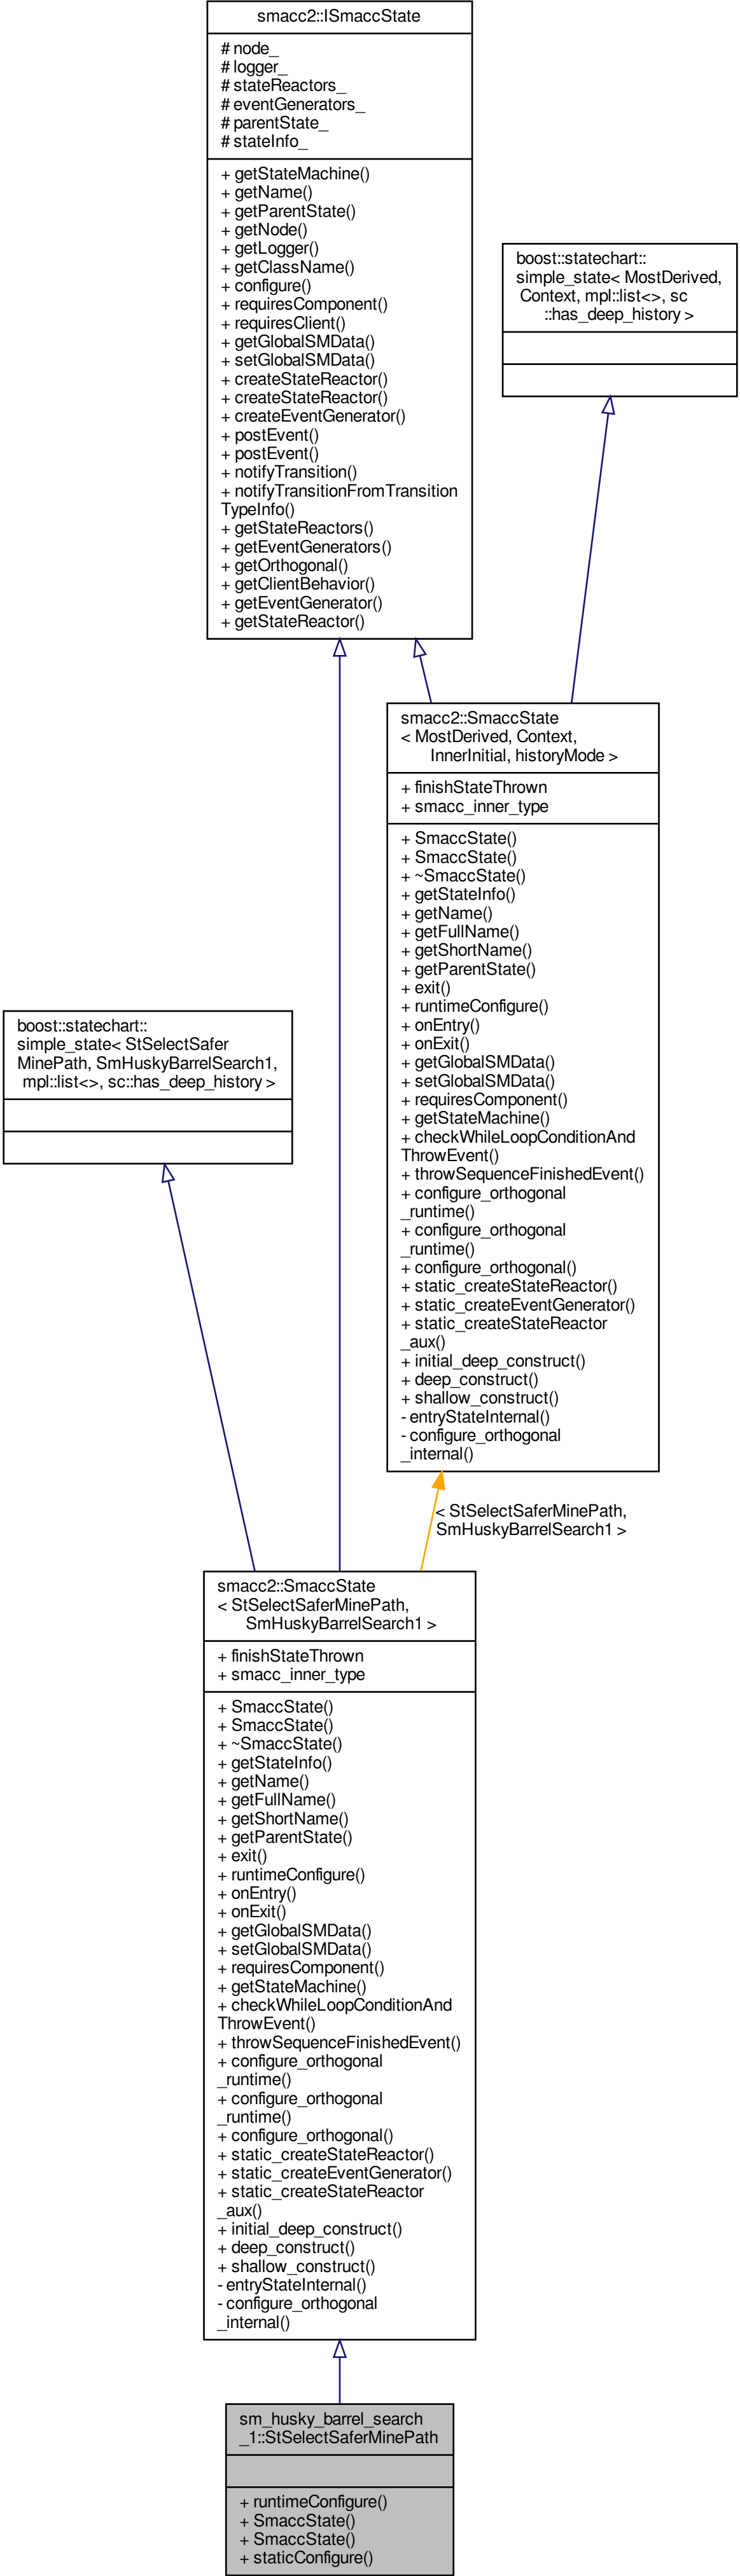 smacc2::ISmaccState
# node_
# logger_
# stateReactors_
# eventGenerators_
# parentState_
# stateInfo_
+ getStateMachine()
+ getName()
+ getParentState()
+ getNode()
+ getLogger()
+ getClassName()
+ configure()
+ requiresComponent()
+ requiresClient()
+ getGlobalSMData()
+ setGlobalSMData()
+ createStateReactor()
+ createStateReactor()
+ createEventGenerator()
+ postEvent()
+ postEvent()
+ notifyTransition()
+ notifyTransitionFromTransition
TypeInfo()
+ getStateReactors()
+ getEventGenerators()
+ getOrthogonal()
+ getClientBehavior()
+ getEventGenerator()
+ getStateReactor()
boost::statechart::
simple_state< MostDerived,
Context, mpl::list<>, sc
::has_deep_history >
smacc2::SmaccState
< MostDerived, Context,
InnerInitial, historyMode >
+ finishStateThrown
+ smacc_inner_type
+ SmaccState()
+ SmaccState()
+ ~SmaccState()
+ getStateInfo()
+ getName()
+ getFullName()
+ getShortName()
+ getParentState()
+ exit()
+ runtimeConfigure()
+ onEntry()
+ onExit()
+ getGlobalSMData()
+ setGlobalSMData()
+ requiresComponent()
+ getStateMachine()
+ checkWhileLoopConditionAnd
ThrowEvent()
+ throwSequenceFinishedEvent()
+ configure_orthogonal
_runtime()
+ configure_orthogonal
_runtime()
+ configure_orthogonal()
+ static_createStateReactor()
+ static_createEventGenerator()
+ static_createStateReactor
_aux()
+ initial_deep_construct()
+ deep_construct()
+ shallow_construct()
- entryStateInternal()
- configure_orthogonal
_internal()
boost::statechart::
simple_state< StSelectSafer
MinePath, SmHuskyBarrelSearch1,
mpl::list<>, sc::has_deep_history >
< StSelectSaferMinePath,
SmHuskyBarrelSearch1 >
smacc2::SmaccState
< StSelectSaferMinePath,
SmHuskyBarrelSearch1 >
+ finishStateThrown
+ smacc_inner_type
+ SmaccState()
+ SmaccState()
+ ~SmaccState()
+ getStateInfo()
+ getName()
+ getFullName()
+ getShortName()
+ getParentState()
+ exit()
+ runtimeConfigure()
+ onEntry()
+ onExit()
+ getGlobalSMData()
+ setGlobalSMData()
+ requiresComponent()
+ getStateMachine()
+ checkWhileLoopConditionAnd
ThrowEvent()
+ throwSequenceFinishedEvent()
+ configure_orthogonal
_runtime()
+ configure_orthogonal
_runtime()
+ configure_orthogonal()
+ static_createStateReactor()
+ static_createEventGenerator()
+ static_createStateReactor
_aux()
+ initial_deep_construct()
+ deep_construct()
+ shallow_construct()
- entryStateInternal()
- configure_orthogonal
_internal()
sm_husky_barrel_search
_1::StSelectSaferMinePath
+ runtimeConfigure()
+ SmaccState()
+ SmaccState()
+ staticConfigure()